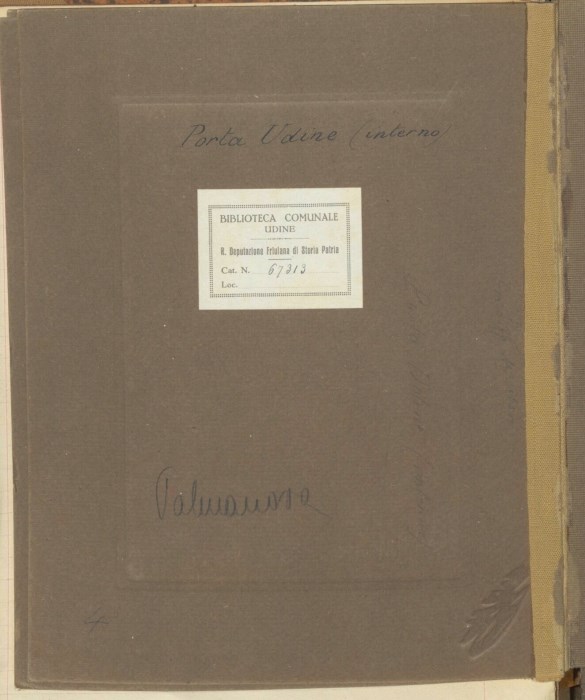 Porta Udine (interno)
BIBLIOTECA COMUNALE
UDINE
R. Deputazione Friulana di Storia Patria
Cat. N. 67313
Loc.
Palmanova
4